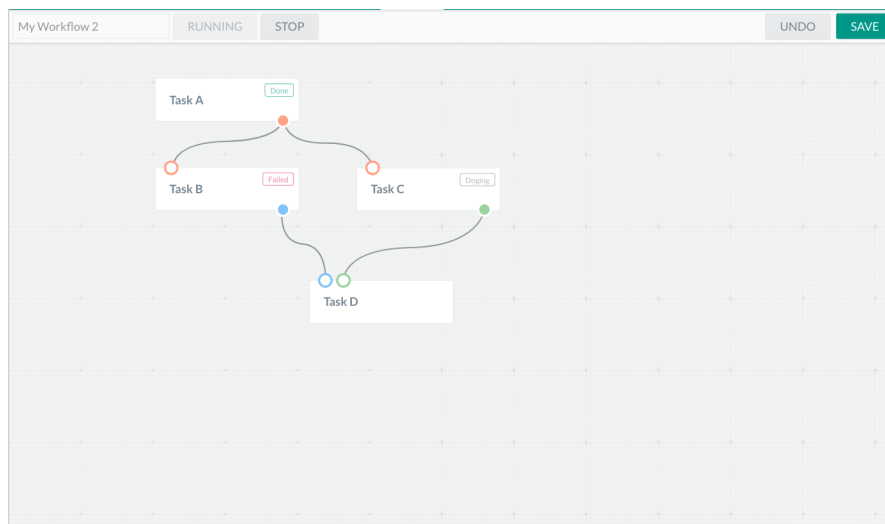 My Workflow 2 RUNNING STOP UNDO SAVE
Task A Done
Task B Failed
Task C Doging
Task D